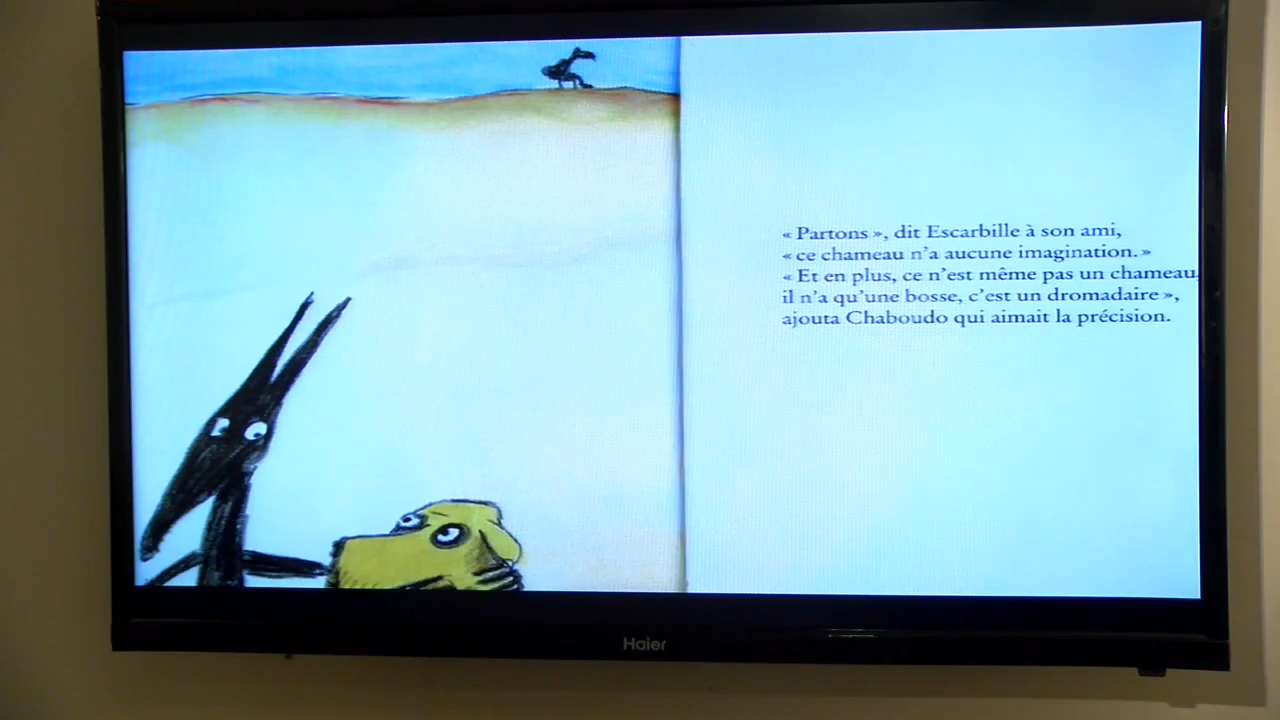 « Partons », dit Escarbille à son ami,
« ce chameau n'a aucune imagination. »
« Et en plus, ce n'est même pas un chameau,
il n'a qu'une bosse, c'est un dromadaire »,
ajouta Chaboudo qui aimait la précision.
Haier